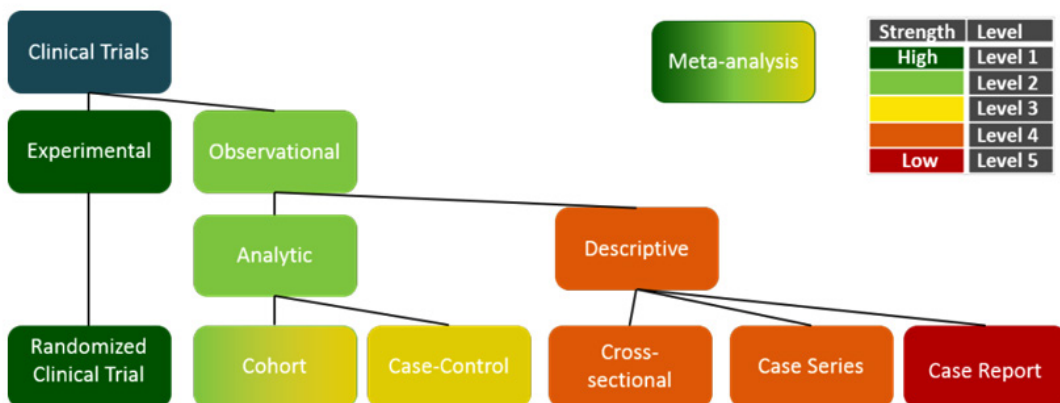 Clinical Trials
Meta-analysis
Strength Level
High Level 1
Level 2
Level 3
Level 4
Low Level 5
Experimental
Observational
Analytic
Descriptive
Randomized
Clinical Trial
Cohort
Case-Control
Cross-
sectional
Case Series
Case Report